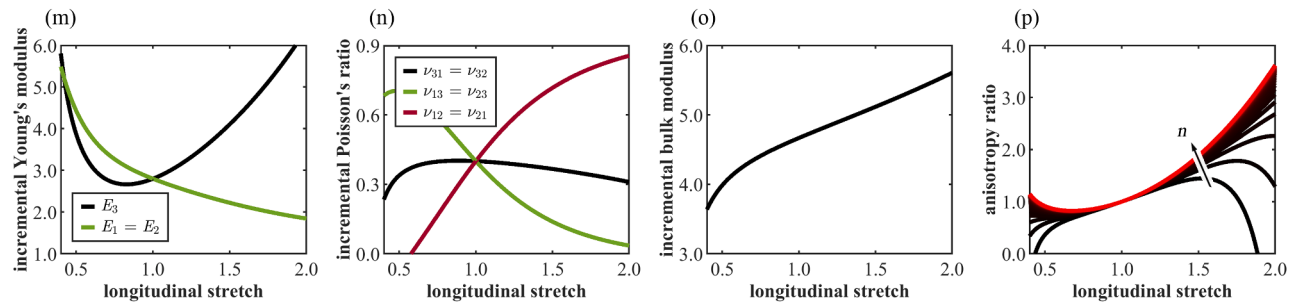 (m)
incremental Young's modulus
6.0
5.0
4.0
3.0
2.0
1.0
E₃
E₁ = E₂
0.5
1.0
1.5
2.0
longitudinal stretch
(n)
incremental Poisson's ratio
0.9
0.6
0.3
0.0
ν₃₁ = ν₃₂
ν₁₃ = ν₂₃
ν₁₂ = ν₂₁
0.5
1.0
1.5
2.0
longitudinal stretch
(o)
incremental bulk modulus
6.0
5.0
4.0
3.0
0.5
1.0
1.5
2.0
longitudinal stretch
(p)
anisotropy ratio
4.0
3.0
2.0
1.0
0.0
n
0.5
1.0
1.5
2.0
longitudinal stretch